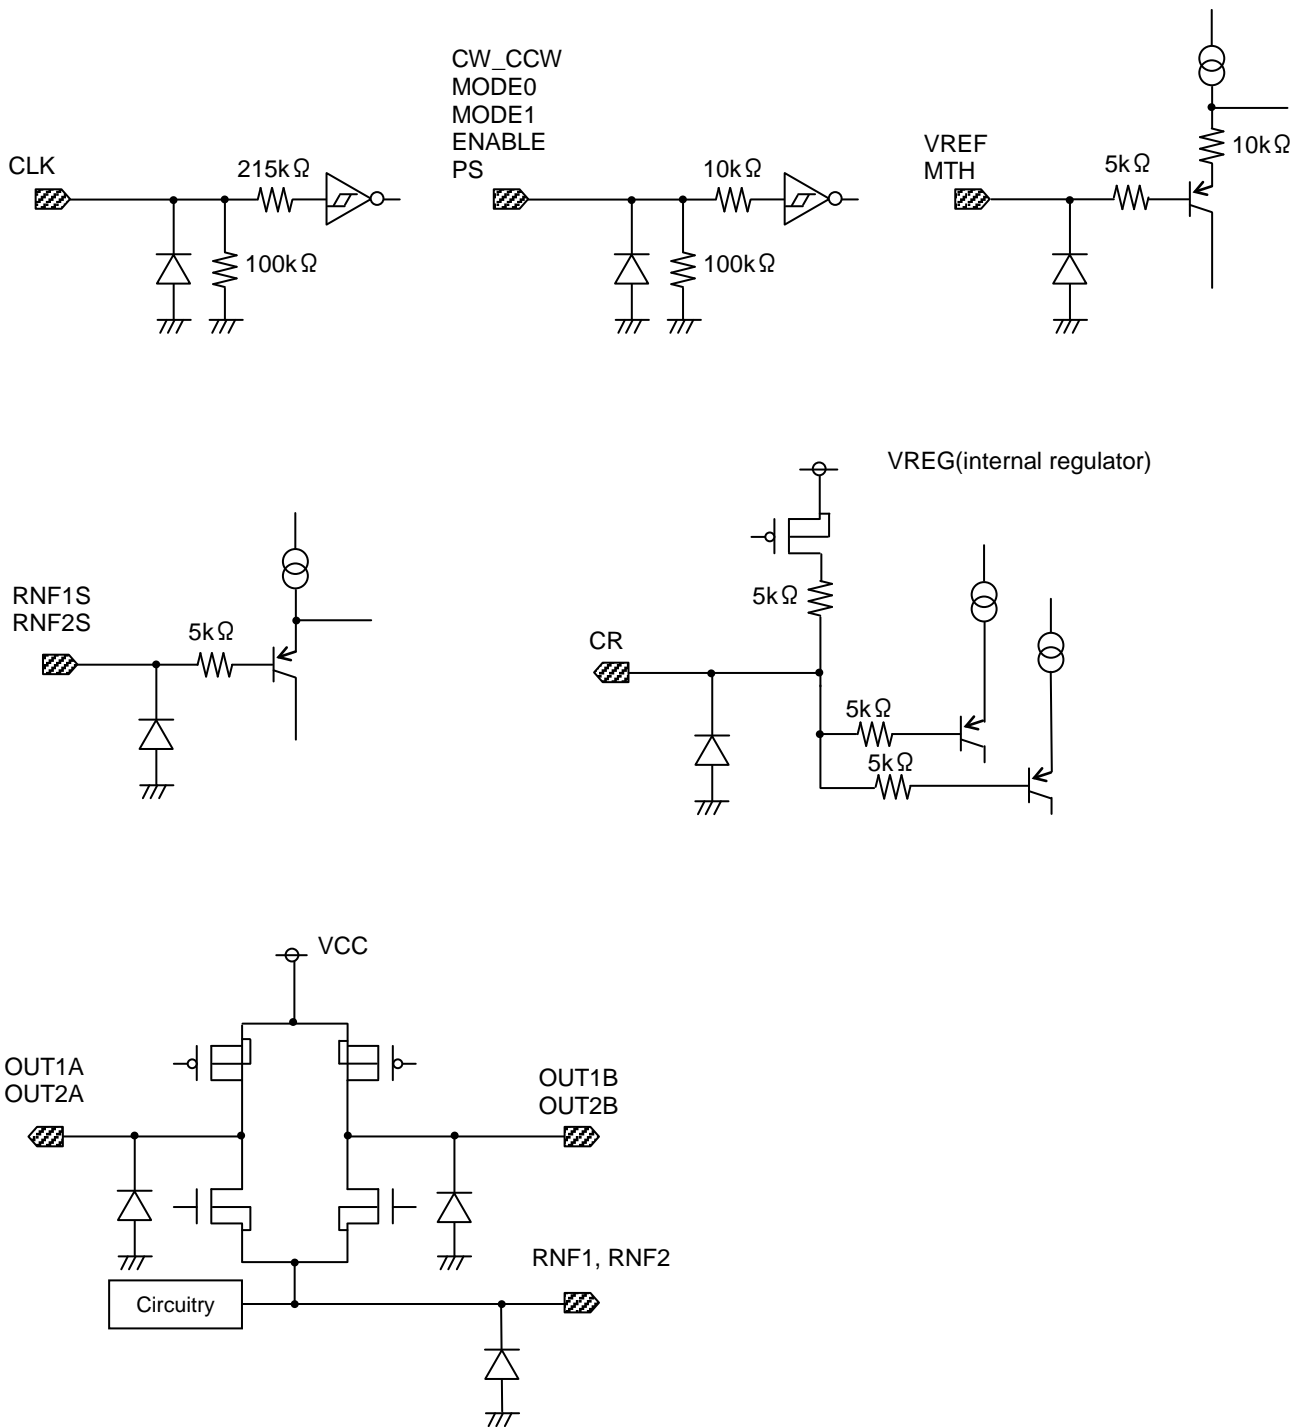 CLK
215kΩ
100kΩ
CW_CCW
MODE0
MODE1
ENABLE
PS
10kΩ
100kΩ
VREF
MTH
5kΩ
10kΩ
RNF1S
RNF2S
5kΩ
VREG(internal regulator)
5kΩ
CR
5kΩ
5kΩ
VCC
OUT1A
OUT2A
OUT1B
OUT2B
RNF1, RNF2
Circuitry